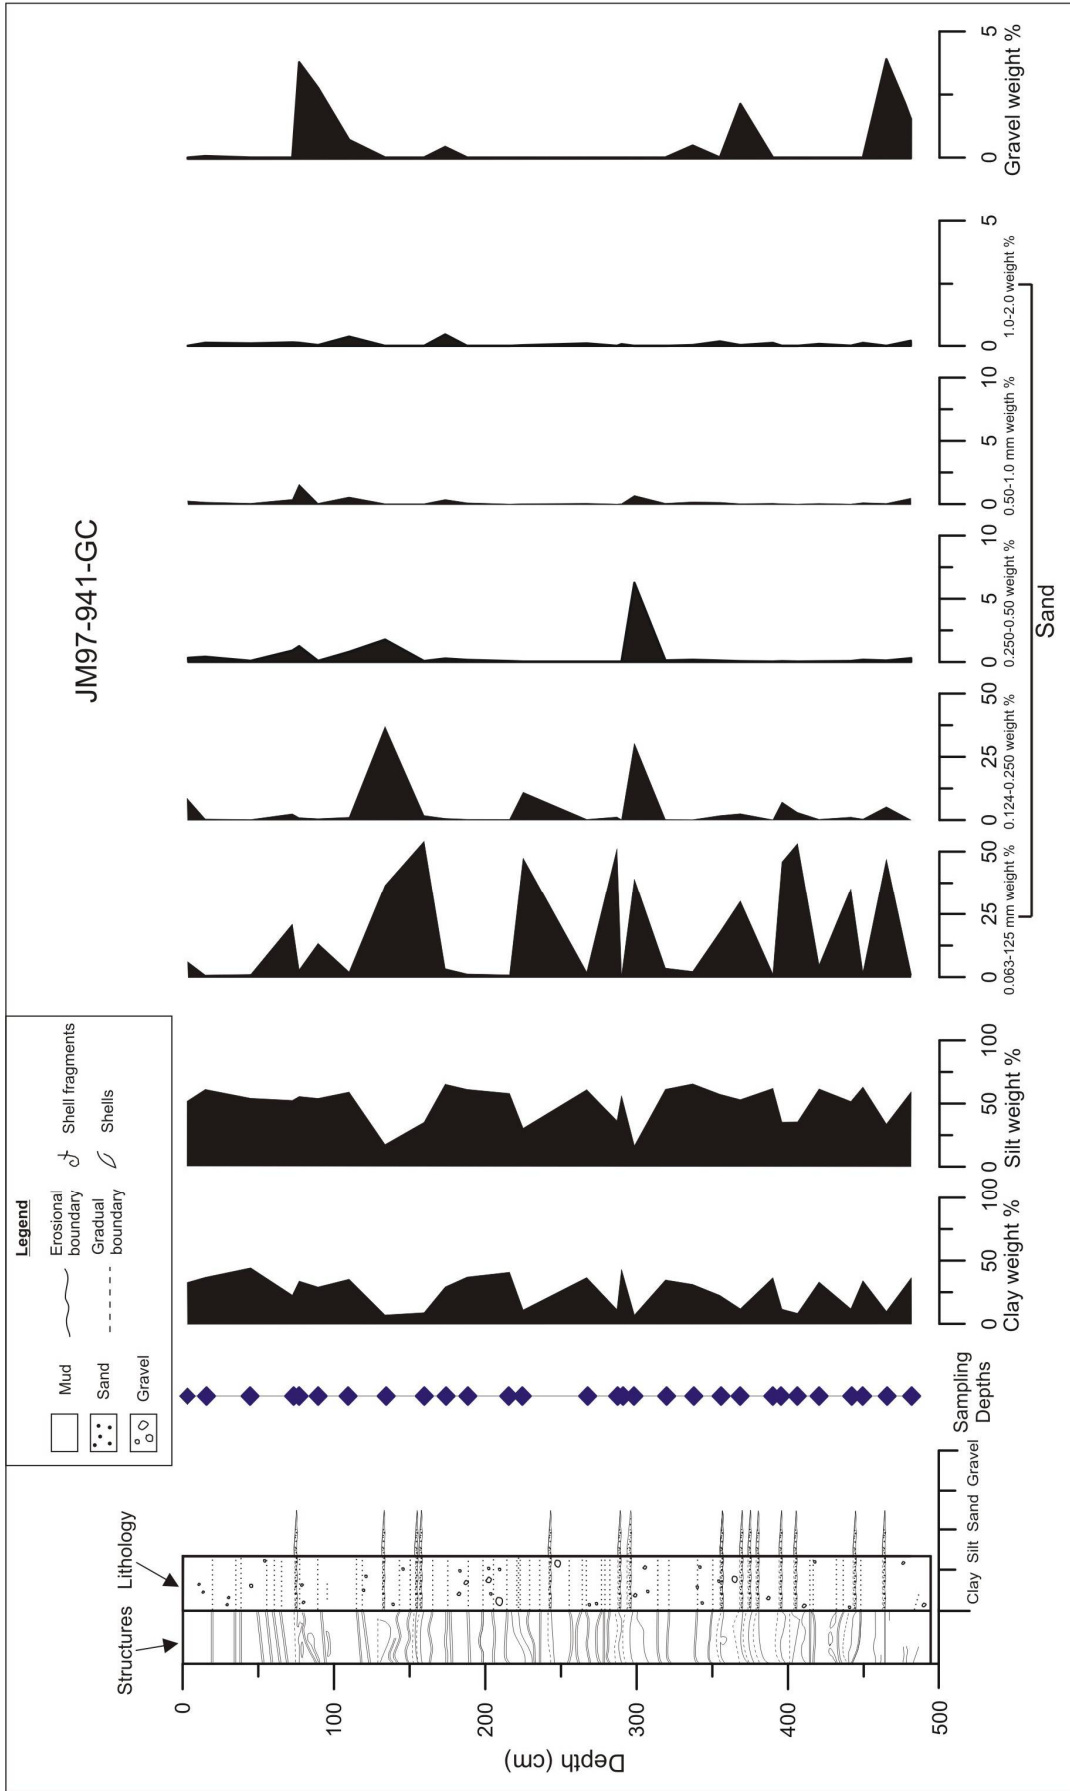 JM97-941-GC
Legend
Mud
Sand
Gravel
Erosional
boundary
Gradual
boundary
Shell fragments
Shells
Structures
Lithology
Depth (cm)
0
100
200
300
400
500
Clay Silt Sand Gravel
Sampling
Depths
0 50 100
Clay weight %
0 50 100
Silt weight %
0 25 50
0.063-125 mm weight %
0 25 50
0.124-0.250 weight %
0 5 10
0.250-0.50 weight %
0 5 10
0.50-1.0 mm weigth %
0 5
1.0-2.0 weight %
Sand
0 5
Gravel weight %